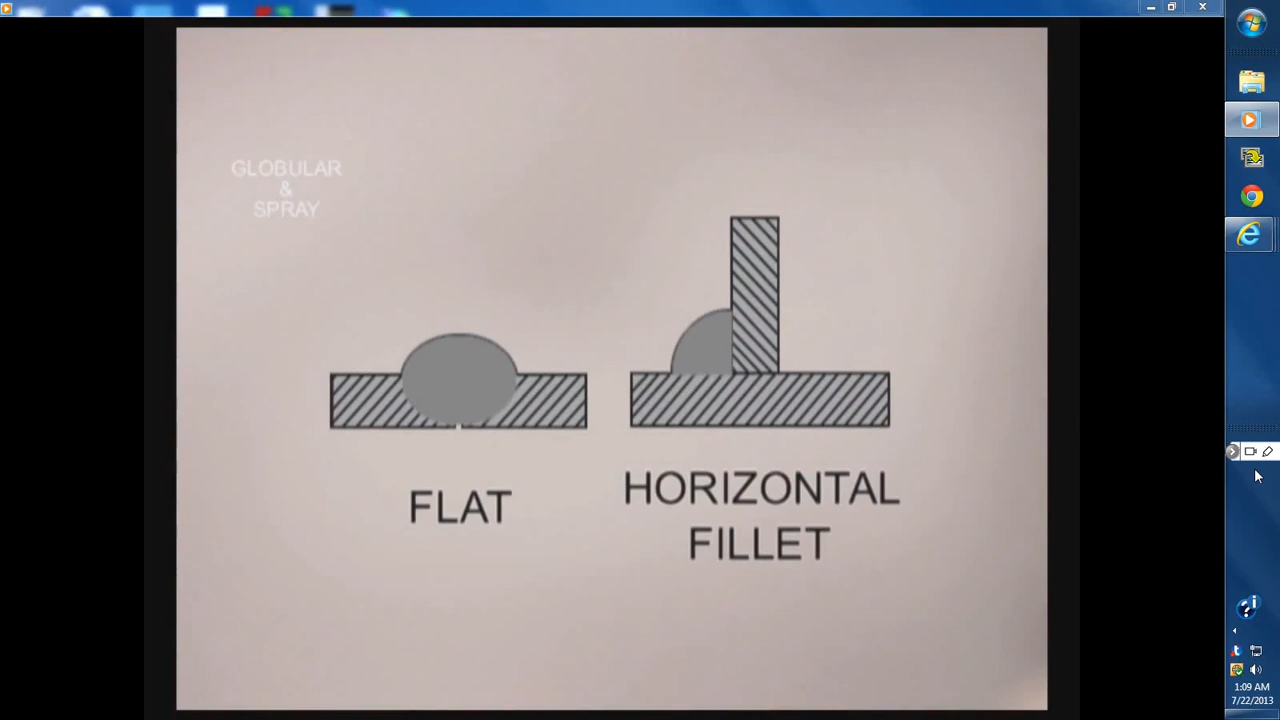 GLOBULAR
&
SPRAY
FLAT
HORIZONTAL
FILLET
1:09 AM
7/22/2013